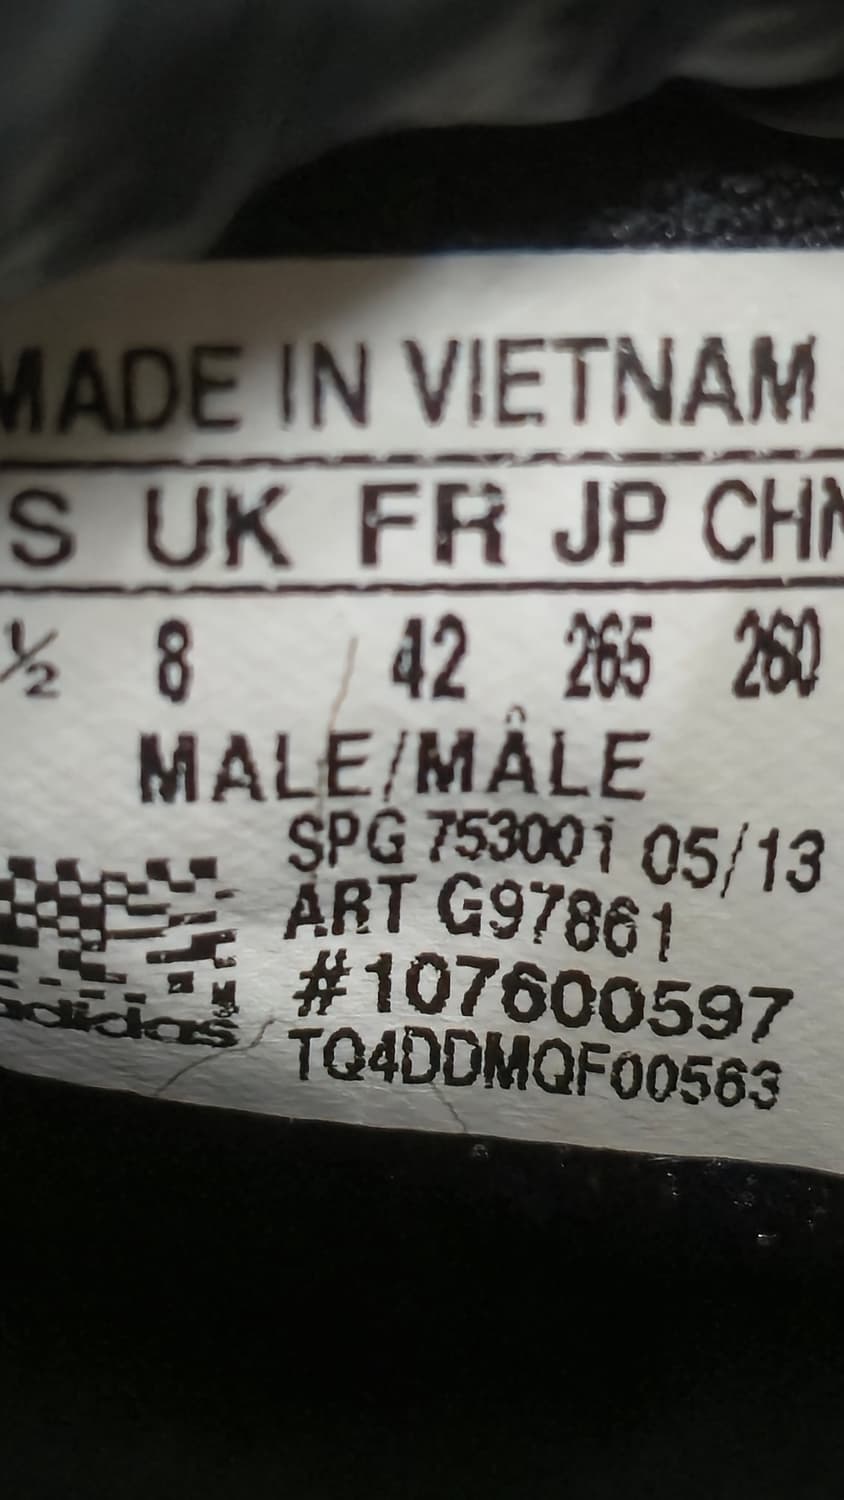 MADE IN VIETNAM
S UK FR JP CHN
½ 8 42 265 260
MALE/MÂLE
SPG 753001 05/13
ART G97861
#107600597
TQ4DDMQF00563
adidas